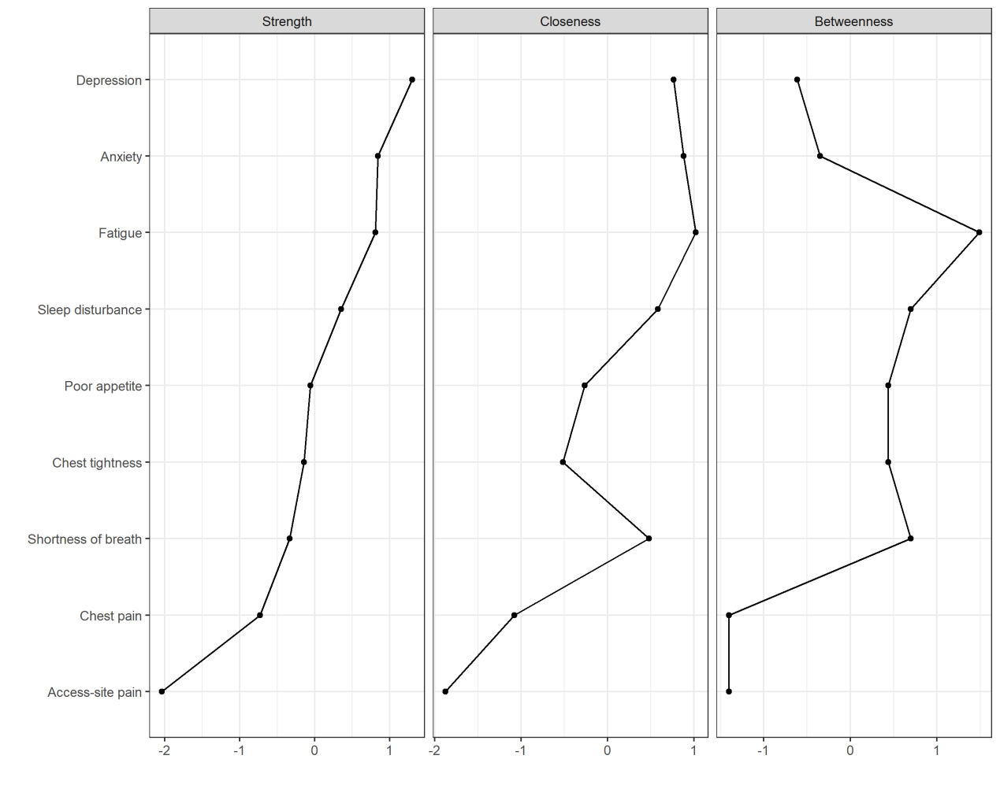 Strength Closeness Betweenness
Depression
Anxiety
Fatigue
Sleep disturbance
Poor appetite
Chest tightness
Shortness of breath
Chest pain
Access-site pain
-2 -1 0 1 -2 -1 0 1 -1 0 1